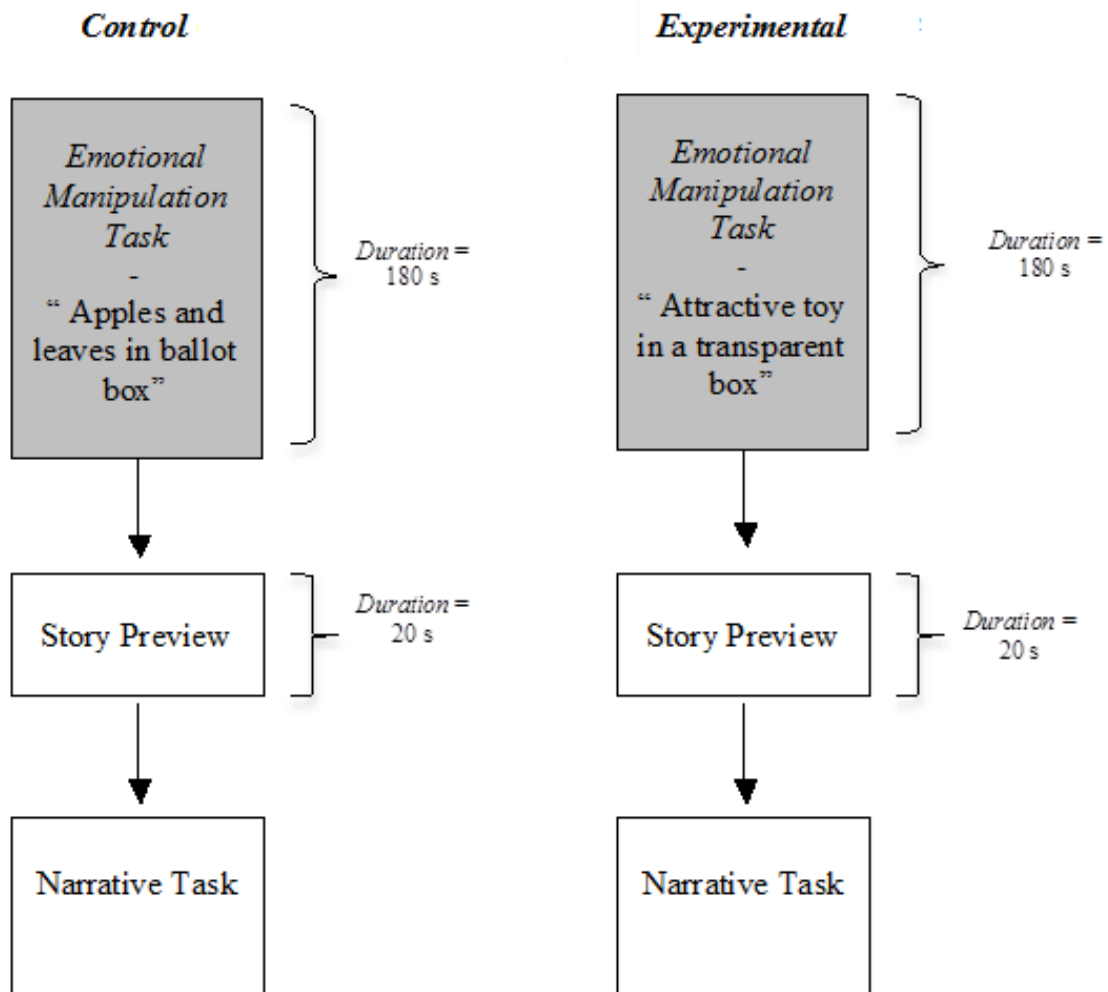 Control
Experimental
Emotional
Manipulation
Task
-
“ Apples and
leaves in ballot
box”
Duration =
180 s
Emotional
Manipulation
Task
-
“ Attractive toy
in a transparent
box”
Duration =
180 s
Story Preview
Duration =
20 s
Story Preview
Duration =
20 s
Narrative Task
Narrative Task